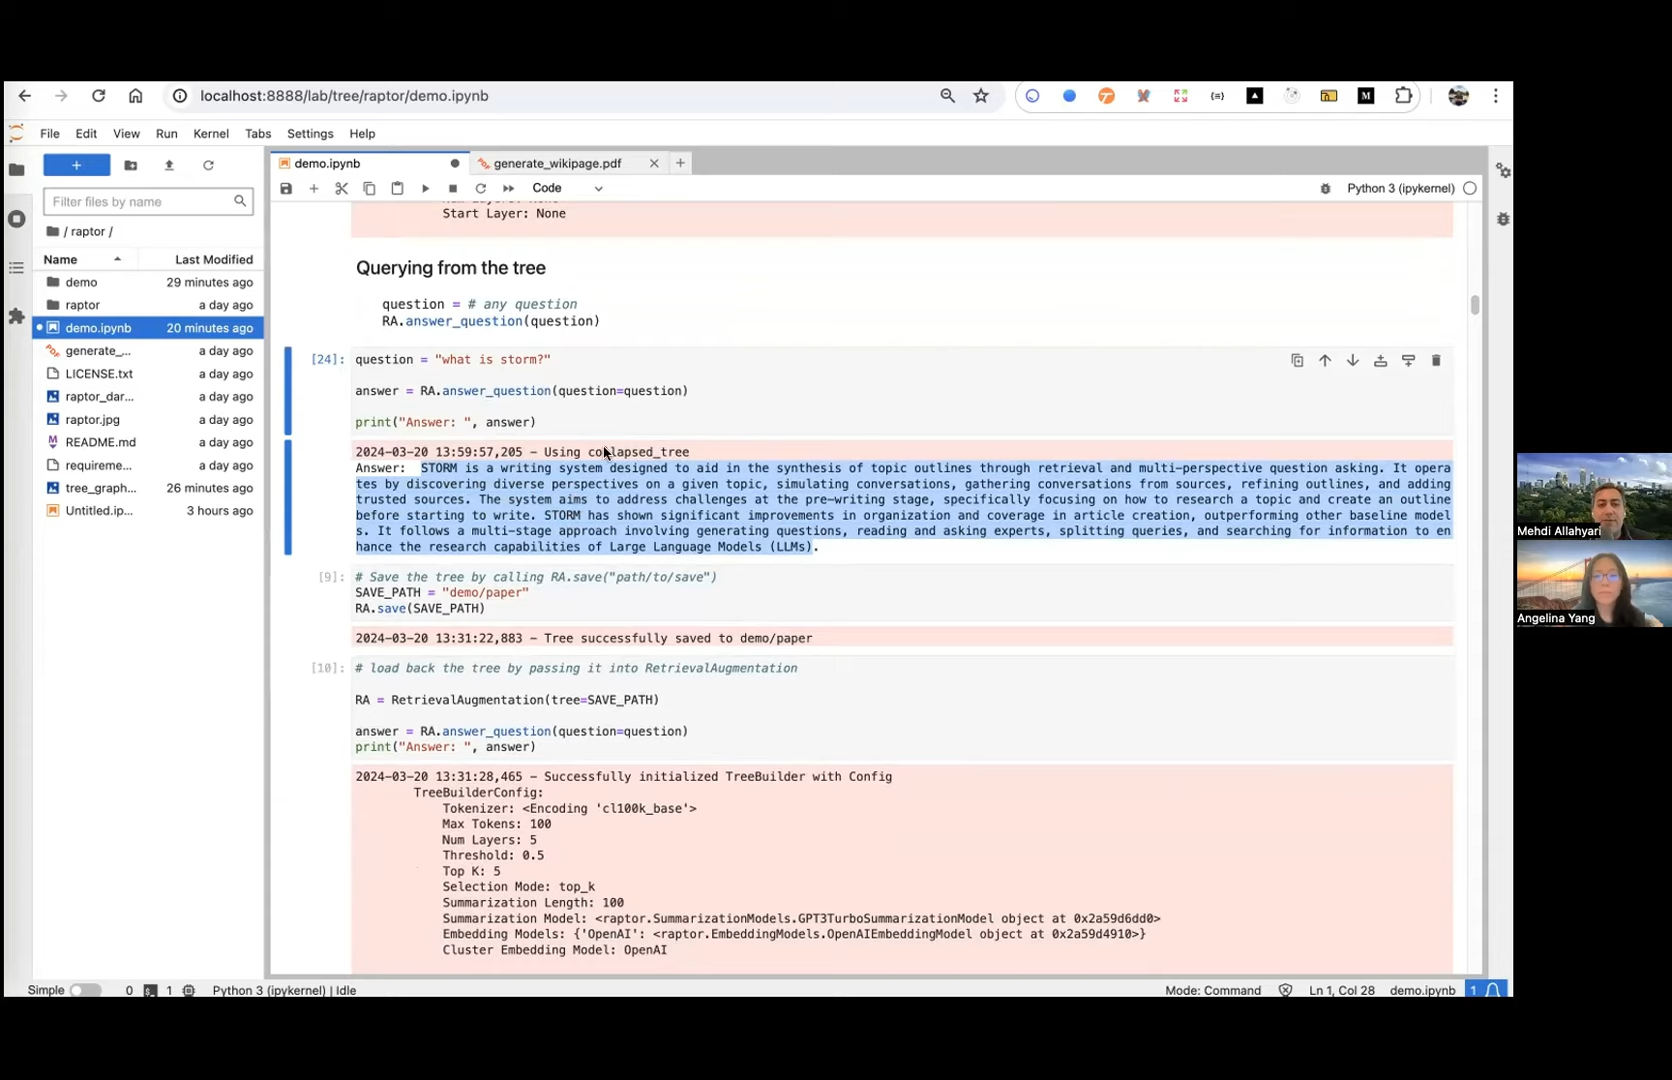 localhost:8888/lab/tree/raptor/demo.ipynb
File Edit View Run Kernel Tabs Settings Help
demo.ipynb
generate_wikipage.pdf
Code
Python 3 (ipykernel)
Filter files by name
/ raptor /
Name Last Modified
demo 29 minutes ago
raptor a day ago
demo.ipynb 20 minutes ago
generate_... a day ago
LICENSE.txt a day ago
raptor_dar... a day ago
raptor.jpg a day ago
README.md a day ago
requireme... a day ago
tree_graph... 26 minutes ago
Untitled.ip... 3 hours ago
Start Layer: None
Querying from the tree
question = # any question
RA.answer_question(question)
[24]: question = "what is storm?"
answer = RA.answer_question(question=question)
print("Answer: ", answer)
2024-03-20 13:59:57,205 - Using collapsed_tree
Answer: STORM is a writing system designed to aid in the synthesis of topic outlines through retrieval and multi-perspective question asking. It opera
tes by discovering diverse perspectives on a given topic, simulating conversations, gathering conversations from sources, refining outlines, and adding
trusted sources. The system aims to address challenges at the pre-writing stage, specifically focusing on how to research a topic and create an outline
before starting to write. STORM has shown significant improvements in organization and coverage in article creation, outperforming other baseline model
s. It follows a multi-stage approach involving generating questions, reading and asking experts, splitting queries, and searching for information to en
hance the research capabilities of Large Language Models (LLMs).
[9]: # Save the tree by calling RA.save("path/to/save")
SAVE_PATH = "demo/paper"
RA.save(SAVE_PATH)
2024-03-20 13:31:22,883 - Tree successfully saved to demo/paper
[10]: # load back the tree by passing it into RetrievalAugmentation
RA = RetrievalAugmentation(tree=SAVE_PATH)
answer = RA.answer_question(question=question)
print("Answer: ", answer)
2024-03-20 13:31:28,465 - Successfully initialized TreeBuilder with Config
TreeBuilderConfig:
Tokenizer: <Encoding 'cl100k_base'>
Max Tokens: 100
Num Layers: 5
Threshold: 0.5
Top K: 5
Selection Mode: top_k
Summarization Length: 100
Summarization Model: <raptor.SummarizationModels.GPT3TurboSummarizationModel object at 0x2a59d6dd0>
Embedding Models: {'OpenAI': <raptor.EmbeddingModels.OpenAIEmbeddingModel object at 0x2a59d4910>}
Cluster Embedding Model: OpenAI
Simple 0 1 Python 3 (ipykernel) | Idle
Mode: Command Ln 1, Col 28 demo.ipynb 1
Mehdi Allahyari
Angelina Yang